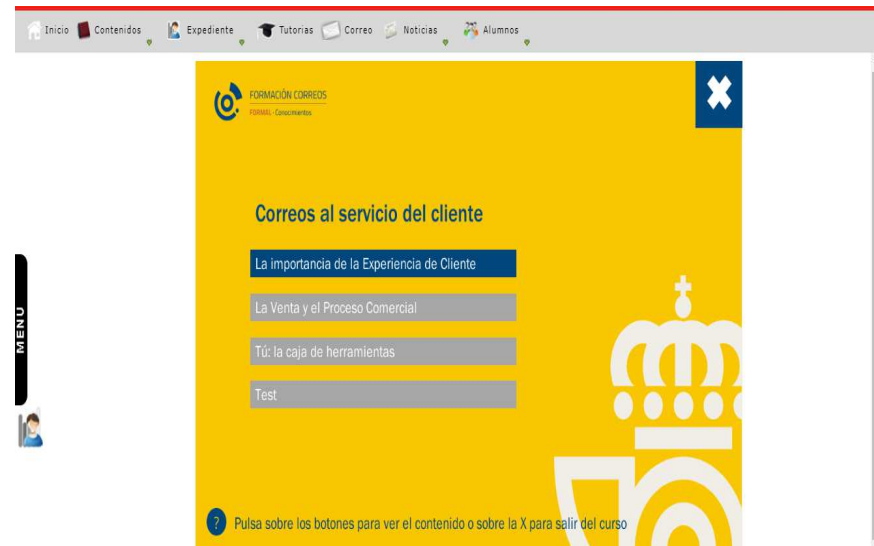 Inicio Contenidos Expediente Tutorias Correo Noticias Alumnos
FORMACIÓN CORREOS
FORMAL - Conocimientos
Correos al servicio del cliente
La importancia de la Experiencia de Cliente
La Venta y el Proceso Comercial
Tú: la caja de herramientas
Test
MENU
? Pulsa sobre los botones para ver el contenido o sobre la X para salir del curso